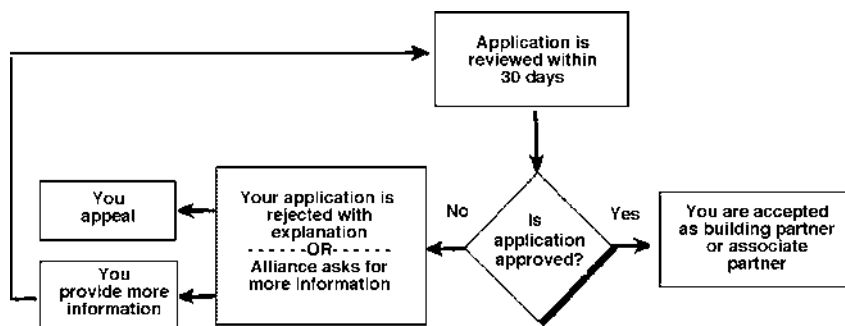 Application is
reviewed within
30 days
You
appeal
Your application is
rejected with
explanation
OR
Alliance asks for
more information
No
Is
application
approved?
Yes
You are accepted
as building partner
or associate
partner
You
provide more
information